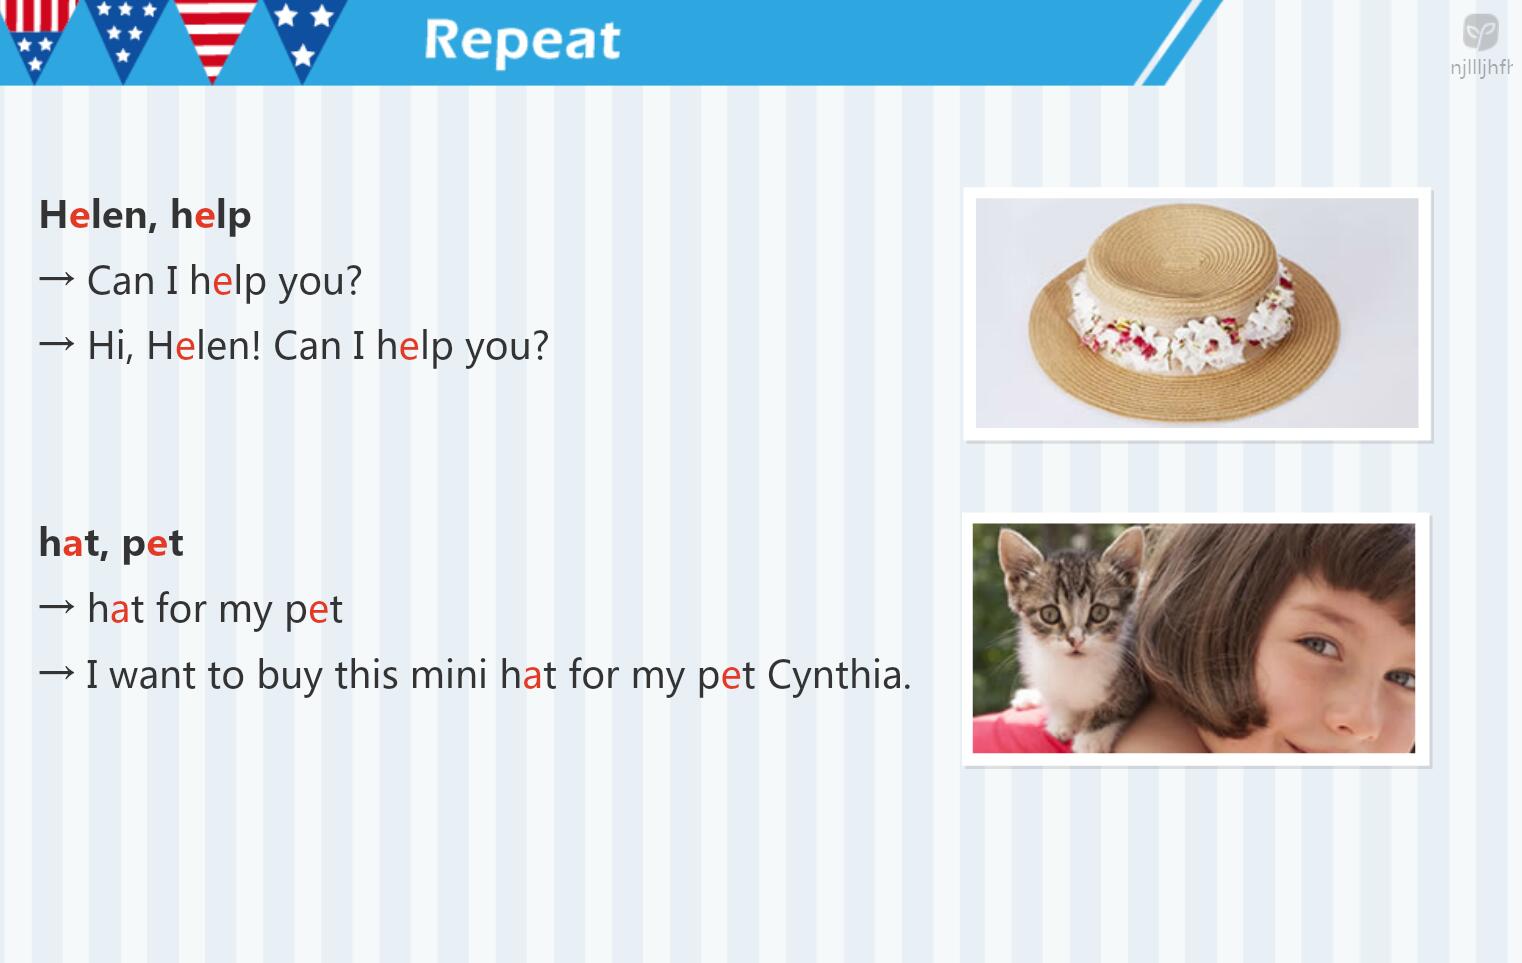 Repeat
njllljhfh
Helen, help
→ Can I help you?
→ Hi, Helen! Can I help you?
hat, pet
→ hat for my pet
→ I want to buy this mini hat for my pet Cynthia.